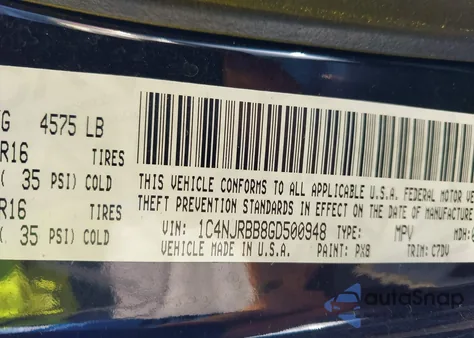 G 4575 LB
R16 TIRES
( 35 PSI) COLD
R16 TIRES
( 35 PSI) COLD
THIS VEHICLE CONFORMS TO ALL APPLICABLE U.S.A. FEDERAL MOTOR
THEFT PREVENTION STANDARDS IN EFFECT ON THE DATE OF MANUFACTURE
VIN: 1C4NJRBB8GD500948 TYPE: MPV MDH:
VEHICLE MADE IN U.S.A. PAINT: PX8 TRIM: C7DV
autoSnap